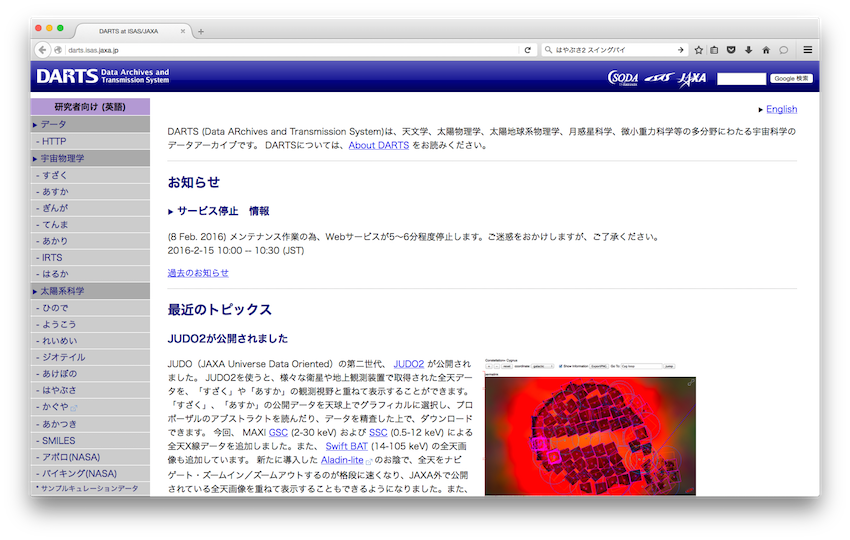 DARTS at ISAS/JAXA
darts.isas.jaxa.jp
はやぶさ2 スイングバイ
DARTS Data Archives and Transmission System
C-SODA
ISAS
JAXA
Google 検索
研究者向け (英語)
データ
- HTTP
宇宙物理学
- すざく
- あすか
- ぎんが
- てんま
- あかり
- IRTS
- はるか
太陽系科学
- ひので
- ようこう
- れいめい
- ジオテイル
- あけぼの
- はやぶさ
- かぐや
- あかつき
- SMILES
- アポロ(NASA)
- バイキング(NASA)
* サンプルキュレーションデータ
English
DARTS (Data ARchives and Transmission System)は、天文学、太陽物理学、太陽地球系物理学、月惑星科学、微小重力科学等の多分野にわたる宇宙科学の
データアーカイブです。 DARTSについては、About DARTS をお読みください。
お知らせ
サービス停止 情報
(8 Feb. 2016) メンテナンス作業の為、Webサービスが5〜6分程度停止します。ご迷惑をおかけしますが、ご了承ください。
2016-2-15 10:00 -- 10:30 (JST)
過去のお知らせ
最近のトピックス
JUDO2が公開されました
JUDO（JAXA Universe Data Oriented）の第二世代、 JUDO2 が公開され
ました。 JUDO2を使うと、様々な衛星や地上観測装置で取得された全天デー
タを、「すざく」や「あすか」の観測視野と重ねて表示することができます。
「すざく」、「あすか」の公開データを天球上でグラフィカルに選択し、プロ
ポーザルのアブストラクトを読んだり、データを精査した上で、ダウンロード
できます。 今回、 MAXI GSC (2-30 keV) および SSC (0.5-12 keV) による
全天X線データを追加しました。また、 Swift BAT (14-105 keV) の全天画
像も追加しています。 新たに導入した Aladin-lite のお陰で、全天をナビ
ゲート・ズームイン／ズームアウトするのが格段に速くなり、JAXA外で公開
されている全天画像を重ねて表示することもできるようになりました。また、
Constellation= Cygnus
coordinate: galactic
Show Information
Export PNG
Go To:
Cyg loop
Jump